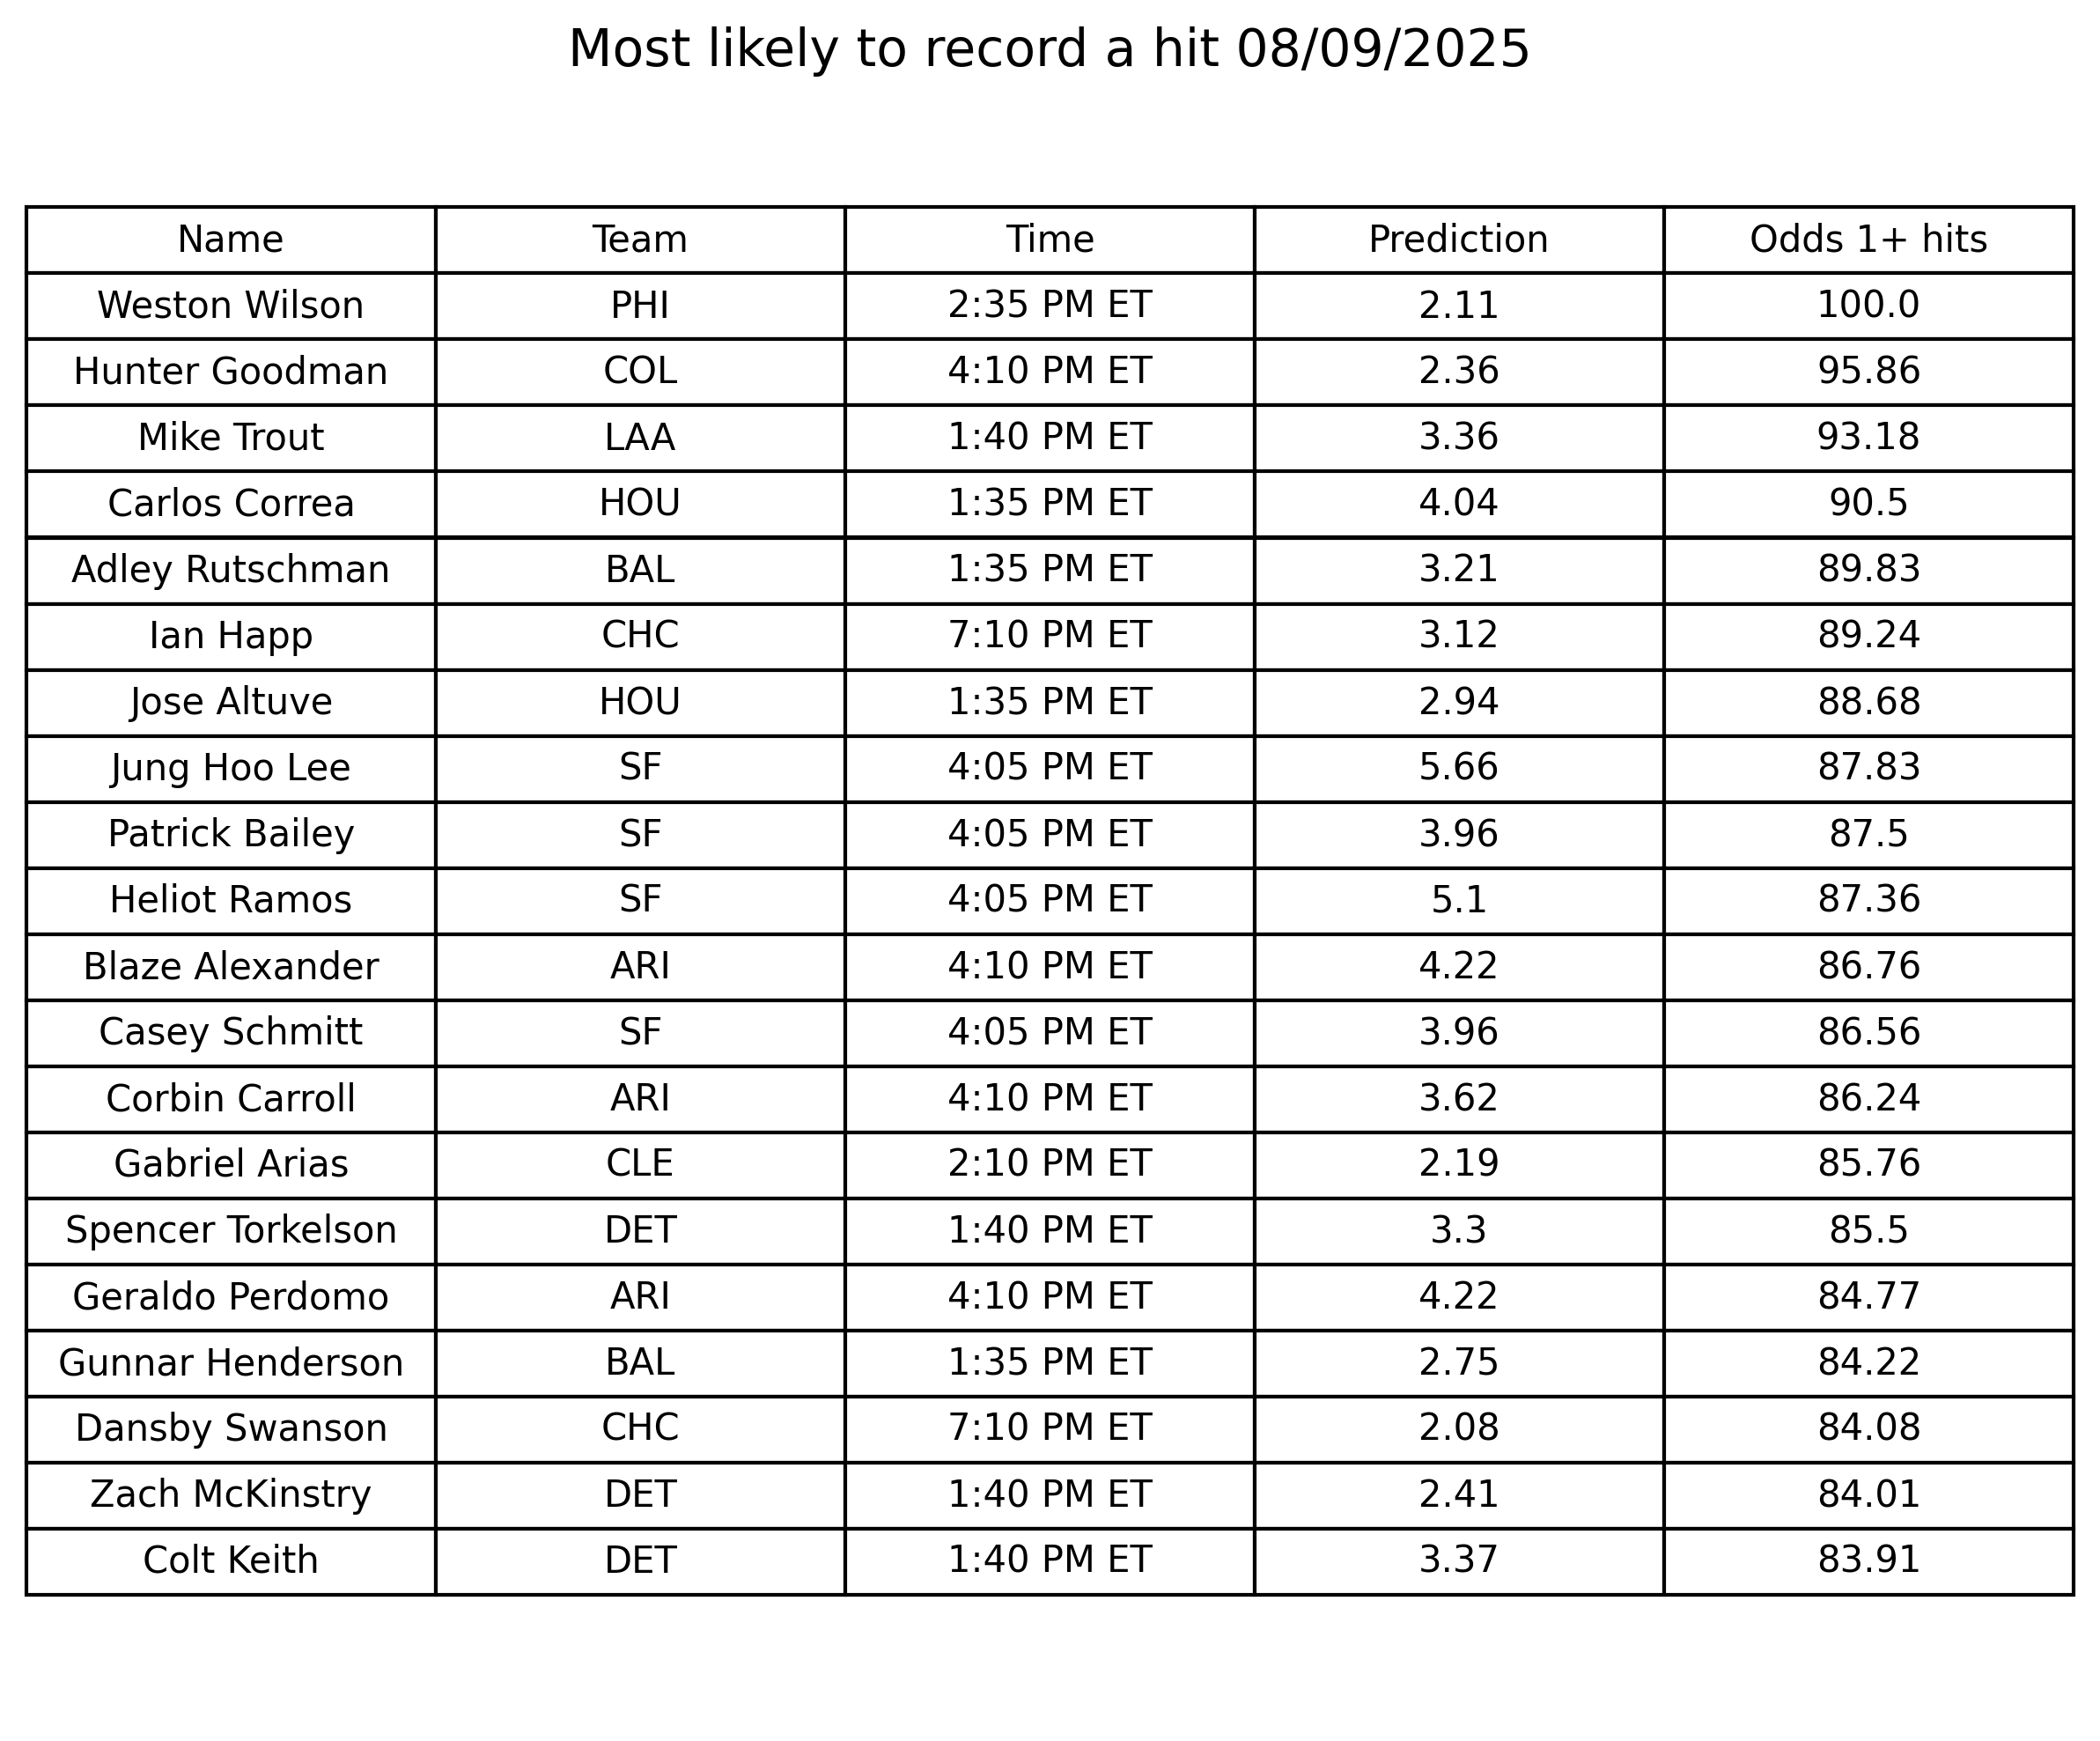 Most likely to record a hit 08/09/2025
Name Team Time Prediction Odds 1+ hits
Weston Wilson PHI 2:35 PM ET 2.11 100.0
Hunter Goodman COL 4:10 PM ET 2.36 95.86
Mike Trout LAA 1:40 PM ET 3.36 93.18
Carlos Correa HOU 1:35 PM ET 4.04 90.5
Adley Rutschman BAL 1:35 PM ET 3.21 89.83
Ian Happ CHC 7:10 PM ET 3.12 89.24
Jose Altuve HOU 1:35 PM ET 2.94 88.68
Jung Hoo Lee SF 4:05 PM ET 5.66 87.83
Patrick Bailey SF 4:05 PM ET 3.96 87.5
Heliot Ramos SF 4:05 PM ET 5.1 87.36
Blaze Alexander ARI 4:10 PM ET 4.22 86.76
Casey Schmitt SF 4:05 PM ET 3.96 86.56
Corbin Carroll ARI 4:10 PM ET 3.62 86.24
Gabriel Arias CLE 2:10 PM ET 2.19 85.76
Spencer Torkelson DET 1:40 PM ET 3.3 85.5
Geraldo Perdomo ARI 4:10 PM ET 4.22 84.77
Gunnar Henderson BAL 1:35 PM ET 2.75 84.22
Dansby Swanson CHC 7:10 PM ET 2.08 84.08
Zach McKinstry DET 1:40 PM ET 2.41 84.01
Colt Keith DET 1:40 PM ET 3.37 83.91